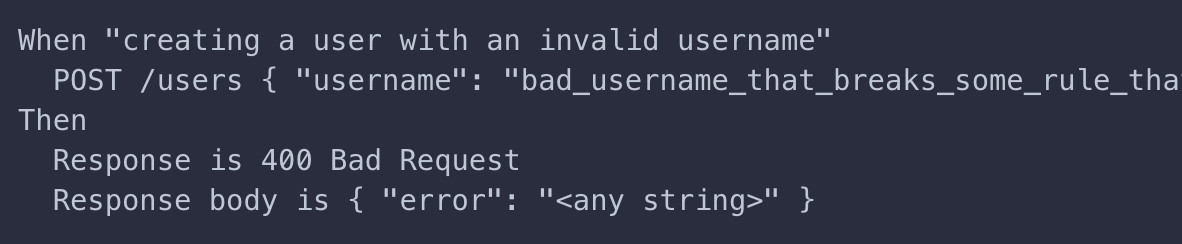 When "creating a user with an invalid username"
POST /users { "username": "bad_username_that_breaks_some_rule_tha
Then
Response is 400 Bad Request
Response body is { "error": "<any string>" }